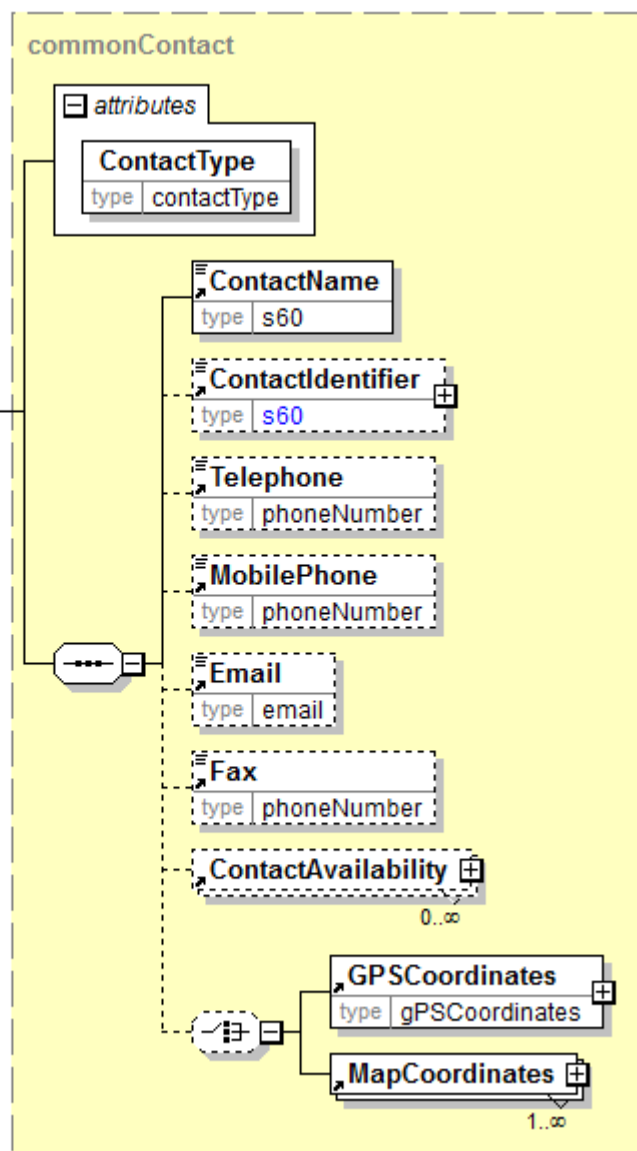 commonContact
attributes
ContactType
type contactType
ContactName
type s60
ContactIdentifier
type s60
Telephone
type phoneNumber
MobilePhone
type phoneNumber
Email
type email
Fax
type phoneNumber
ContactAvailability
0..∞
GPSCoordinates
type gPSCoordinates
MapCoordinates
1..∞